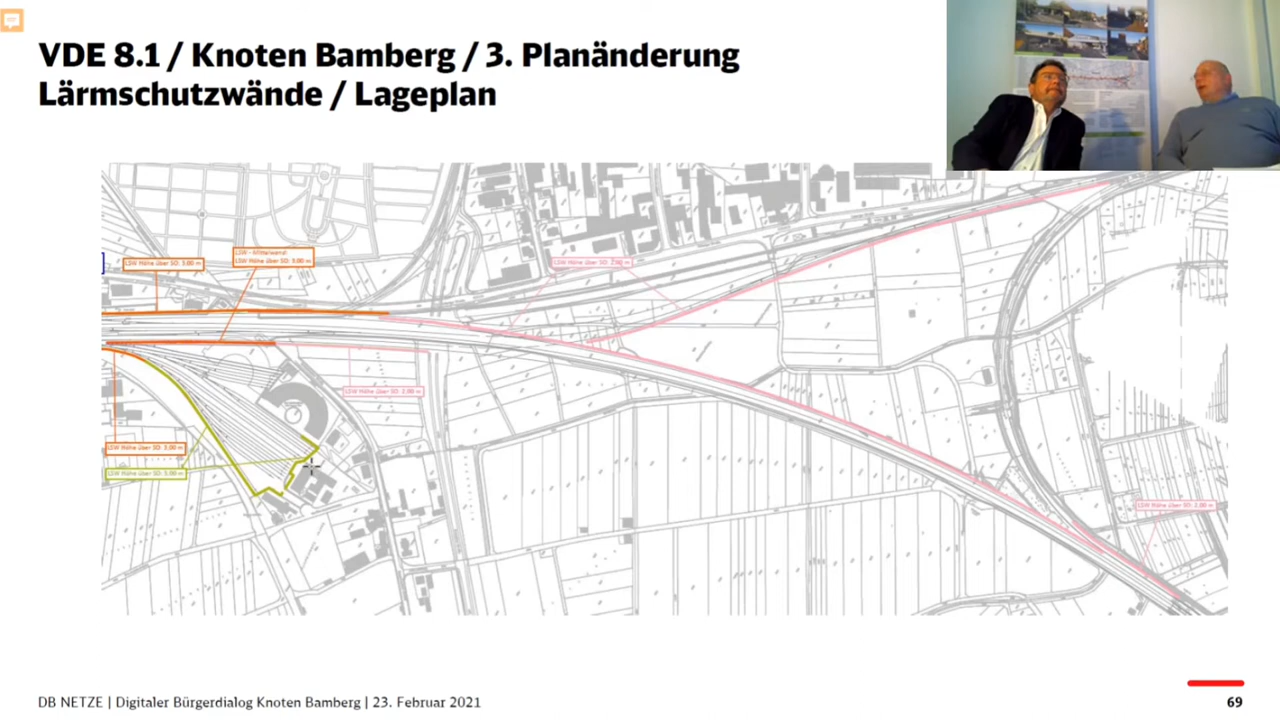 VDE 8.1 / Knoten Bamberg / 3. Planänderung
Lärmschutzwände / Lageplan
LSW Höhe über SO: 3,00 m
LSW - Mittelwand:
LSW Höhe über SO: 3,00 m
LSW Höhe über SO: 2,00 m
LSW Höhe über SO: 2,00 m
LSW Höhe über SO: 3,00 m
LSW Höhe über SO: 5,00 m
LSW Höhe über SO: 2,00 m
DB NETZE | Digitaler Bürgerdialog Knoten Bamberg | 23. Februar 2021
69